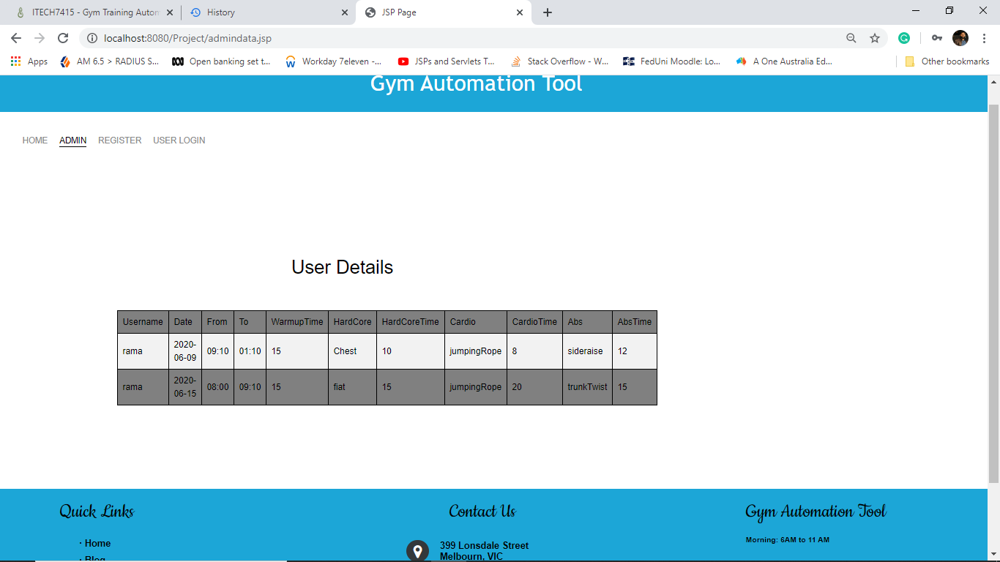 ITECH7415 - Gym Training Autom
History
JSP Page
localhost:8080/Project/admindata.jsp
Apps
AM 6.5 > RADIUS S...
Open banking set t...
Workday 7eleven -...
JSPs and Servlets T...
Stack Overflow - W...
FedUni Moodle: Lo...
A One Australia Ed...
Other bookmarks
Gym Automation Tool
HOME ADMIN REGISTER USER LOGIN
User Details
Username Date From To WarmupTime HardCore HardCoreTime Cardio CardioTime Abs AbsTime
rama 2020-06-09 09:10 01:10 15 Chest 10 jumpingRope 8 sideraise 12
rama 2020-06-15 08:00 09:10 15 fiat 15 jumpingRope 20 trunkTwist 15
Quick Links
· Home
· Blog
Contact Us
399 Lonsdale Street
Melbourn, VIC
Gym Automation Tool
Morning: 6AM to 11 AM